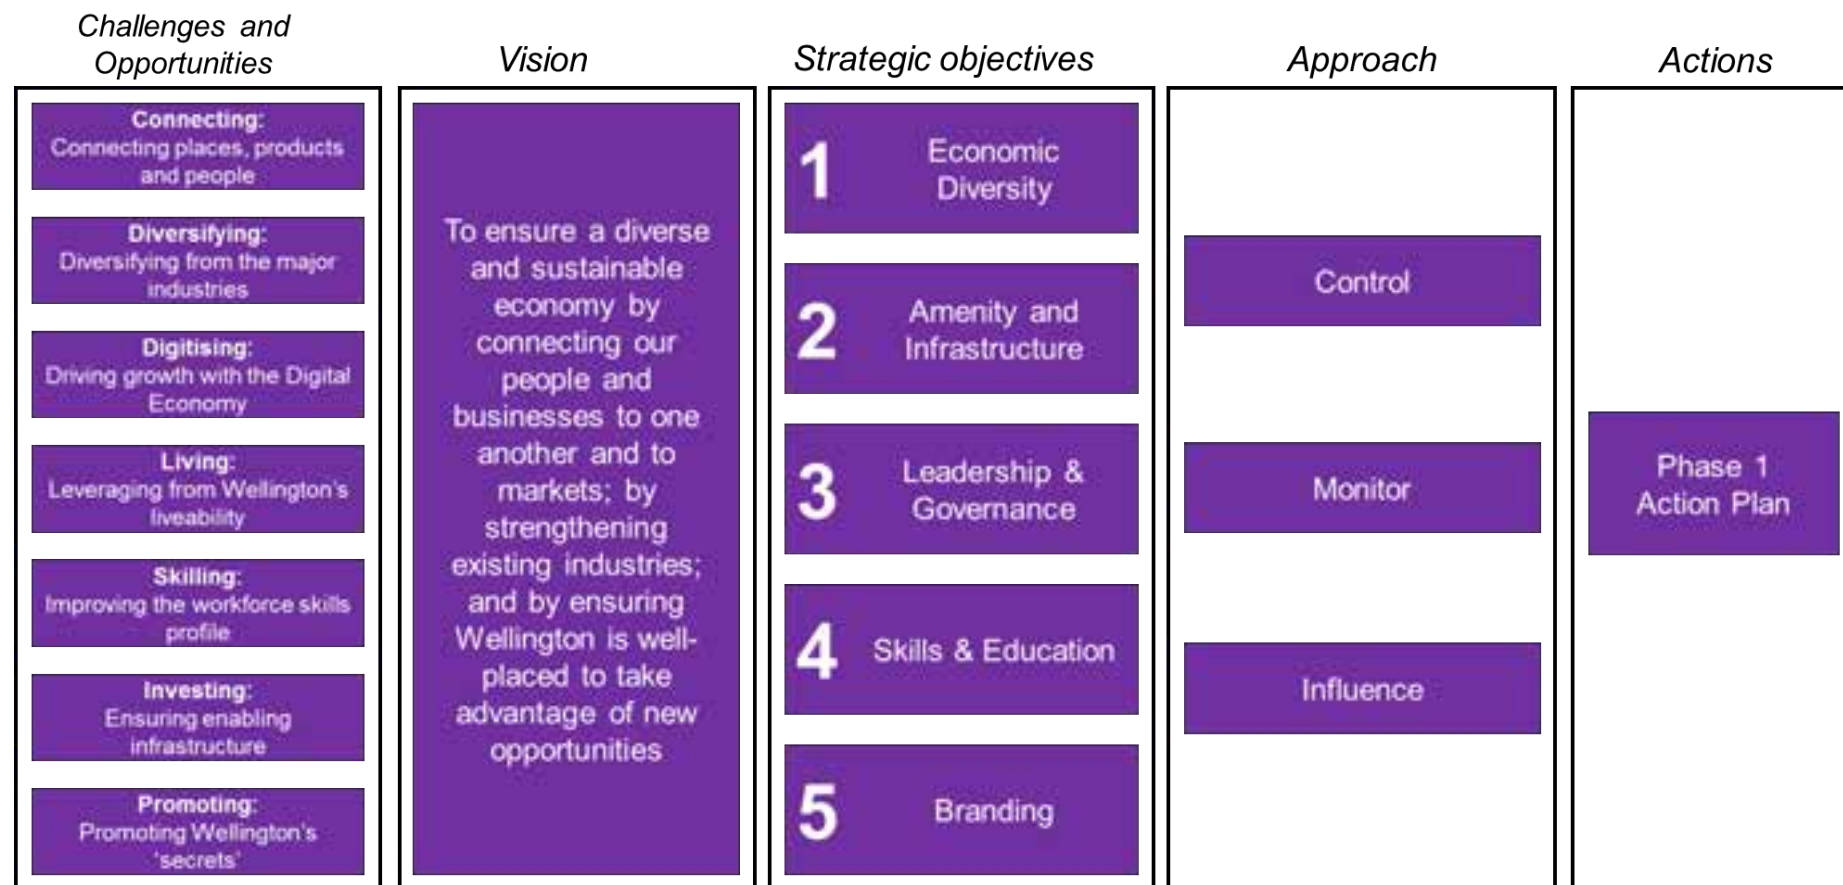 Challenges and
Opportunities
Connecting:
Connecting places, products
and people
Diversifying:
Diversifying from the major
industries
Digitising:
Driving growth with the Digital
Economy
Living:
Leveraging from Wellington's
liveability
Skilling:
Improving the workforce skills
profile
Investing:
Ensuring enabling
infrastructure
Promoting:
Promoting Wellington's
'secrets'
Vision
To ensure a diverse
and sustainable
economy by
connecting our
people and
businesses to one
another and to
markets; by
strengthening
existing industries;
and by ensuring
Wellington is well-
placed to take
advantage of new
opportunities
Strategic objectives
1 Economic
Diversity
2 Amenity and
Infrastructure
3 Leadership &
Governance
4 Skills & Education
5 Branding
Approach
Control
Monitor
Influence
Actions
Phase 1
Action Plan